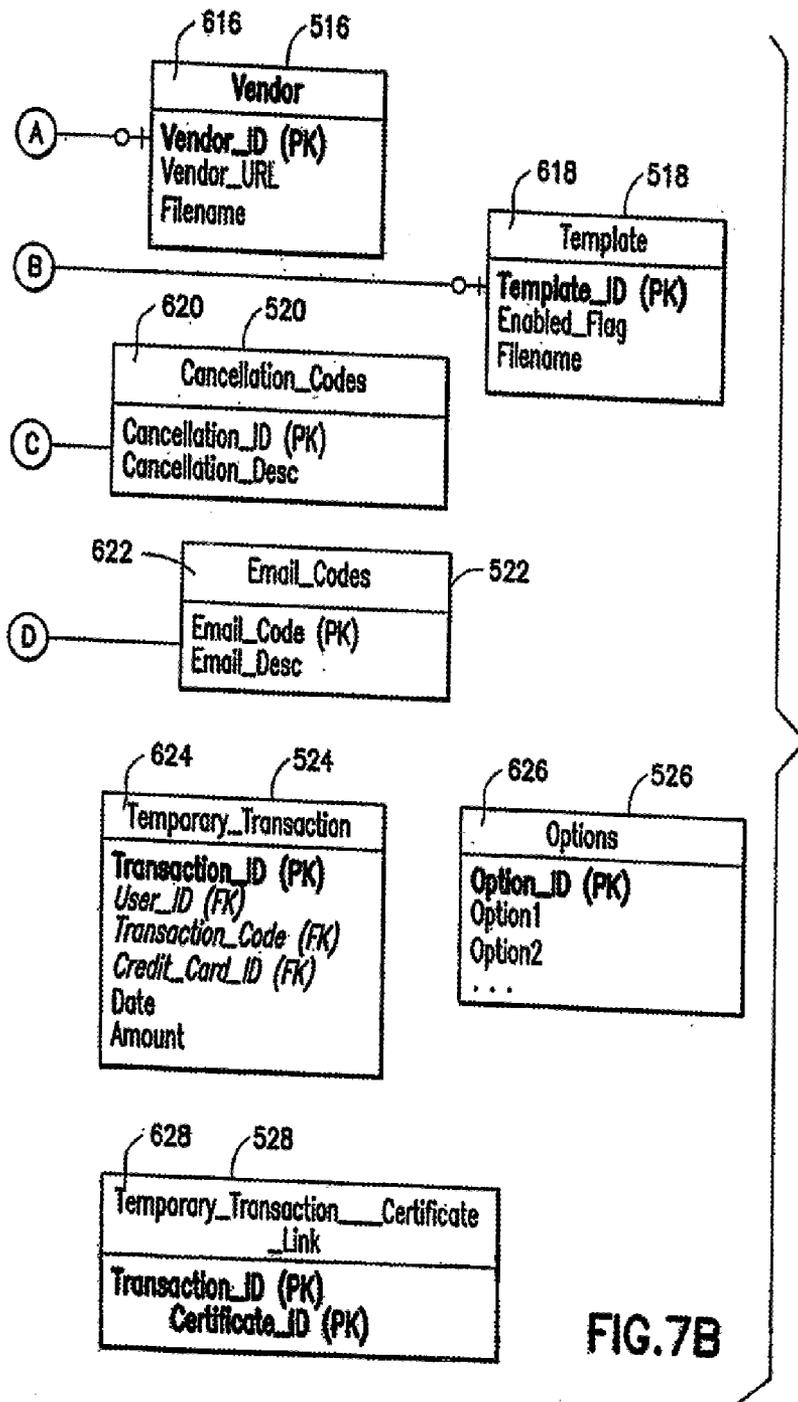 616 516
Vendor
A
Vendor_ID (PK)
Vendor_URL
Filename
618 518
Template
B
Template_ID (PK)
Enabled_Flag
Filename
620 520
Cancellation_Codes
C
Cancellation_ID (PK)
Cancellation_Desc
622
Email_Codes
522
D
Email_Code (PK)
Email_Desc
624 524
Temporary_Transaction
Transaction_ID (PK)
User_ID (FK)
Transaction_Code (FK)
Credit_Card_ID (FK)
Date
Amount
626 526
Options
Option_ID (PK)
Option1
Option2
. . .
628 528
Temporary_Transaction___Certificate
_Link
Transaction_ID (PK)
Certificate_ID (PK)
FIG.7B